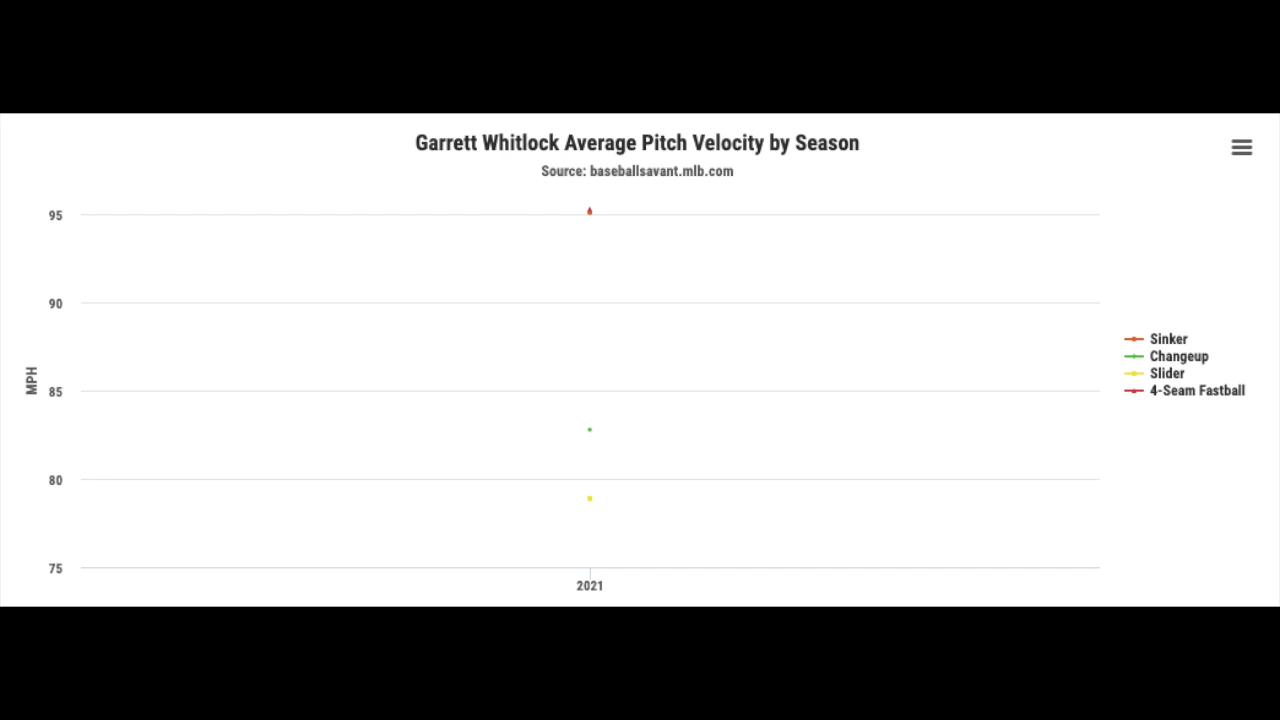 Garrett Whitlock Average Pitch Velocity by Season
Source: baseballsavant.mlb.com
95
90
85
80
75
MPH
2021
Sinker
Changeup
Slider
4-Seam Fastball